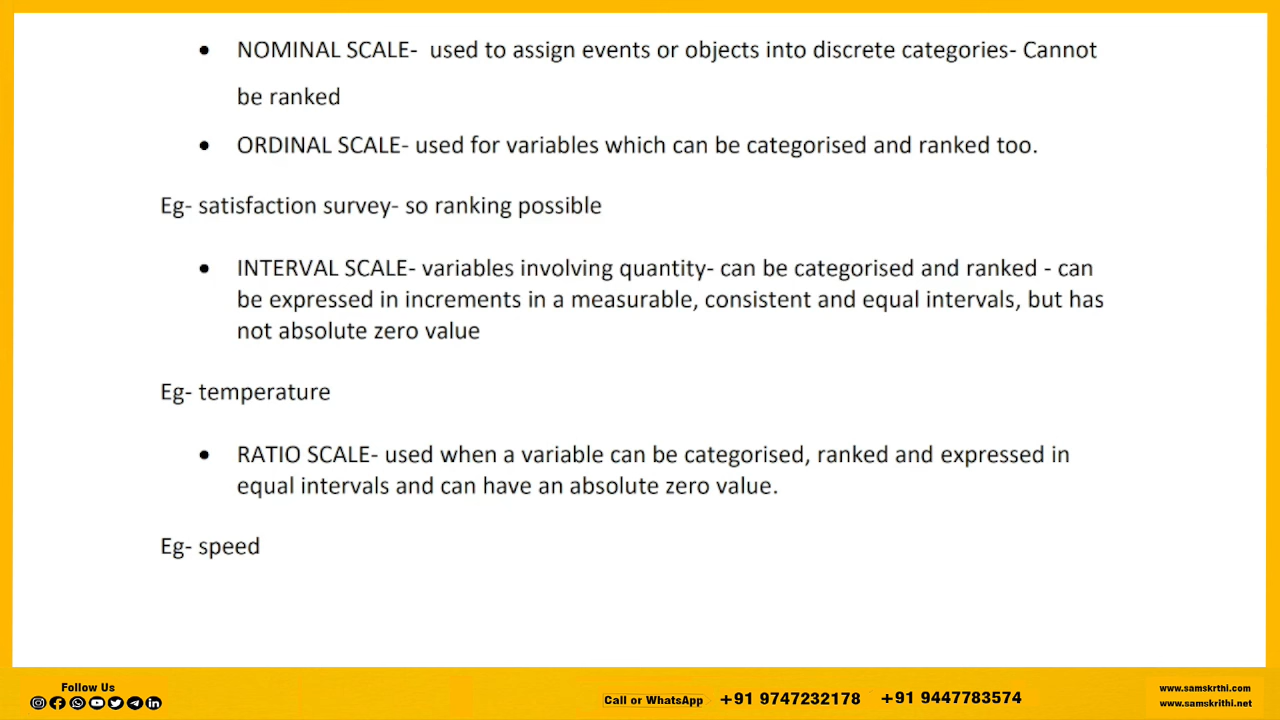 • NOMINAL SCALE- used to assign events or objects into discrete categories- Cannot
be ranked
• ORDINAL SCALE- used for variables which can be categorised and ranked too.
Eg- satisfaction survey- so ranking possible
• INTERVAL SCALE- variables involving quantity- can be categorised and ranked - can
be expressed in increments in a measurable, consistent and equal intervals, but has
not absolute zero value
Eg- temperature
• RATIO SCALE- used when a variable can be categorised, ranked and expressed in
equal intervals and can have an absolute zero value.
Eg- speed
Follow Us
Call or WhatsApp +91 9747232178 +91 9447783574
www.samskrthi.com
www.samskrithi.net